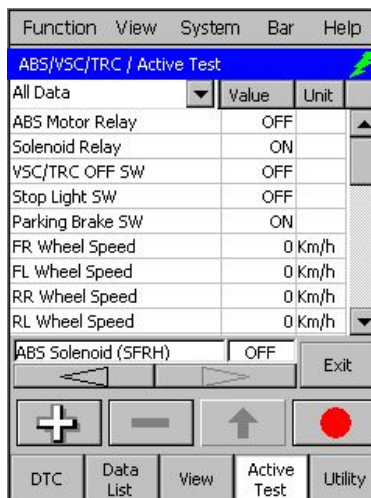 Function View System Bar Help
ABS/VSC/TRC / Active Test
All Data Value Unit
ABS Motor Relay OFF
Solenoid Relay ON
VSC/TRC OFF SW OFF
Stop Light SW OFF
Parking Brake SW ON
FR Wheel Speed 0 Km/h
FL Wheel Speed 0 Km/h
RR Wheel Speed 0 Km/h
RL Wheel Speed 0 Km/h
ABS Solenoid (SFRH) OFF
Exit
DTC Data List View Active Test Utility